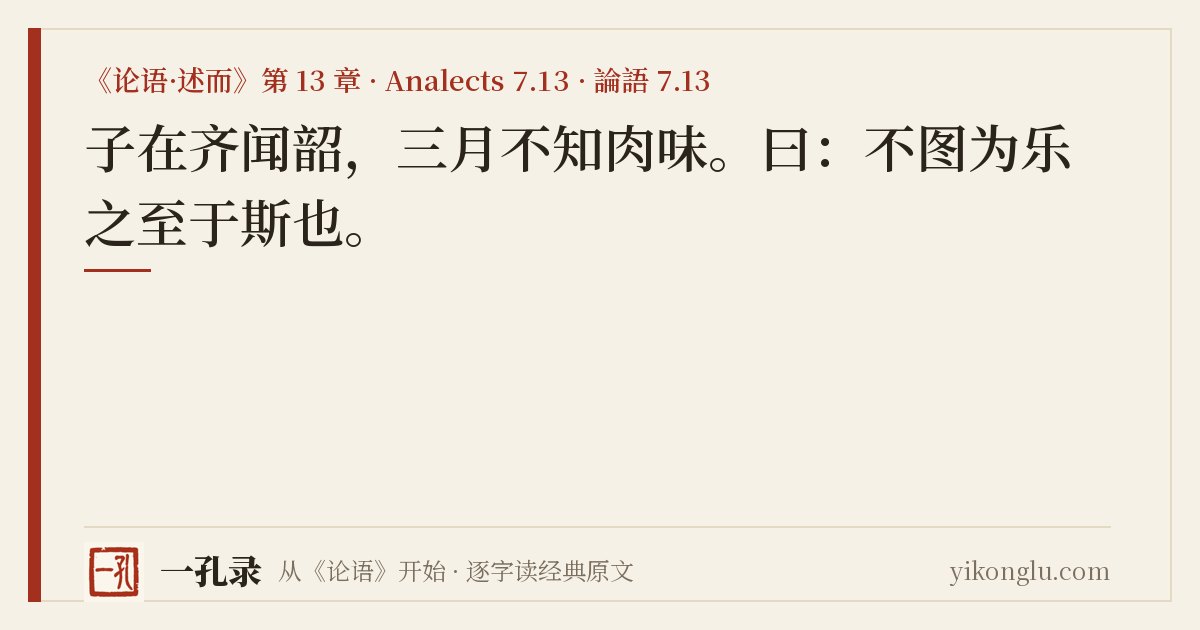 《论语·述而》第 13 章 · Analects 7.13 · 論語 7.13
子在齐闻韶，三月不知肉味。曰：不图为乐
之至于斯也。
一孔
一孔录 从《论语》开始 · 逐字读经典原文 yikonglu.com